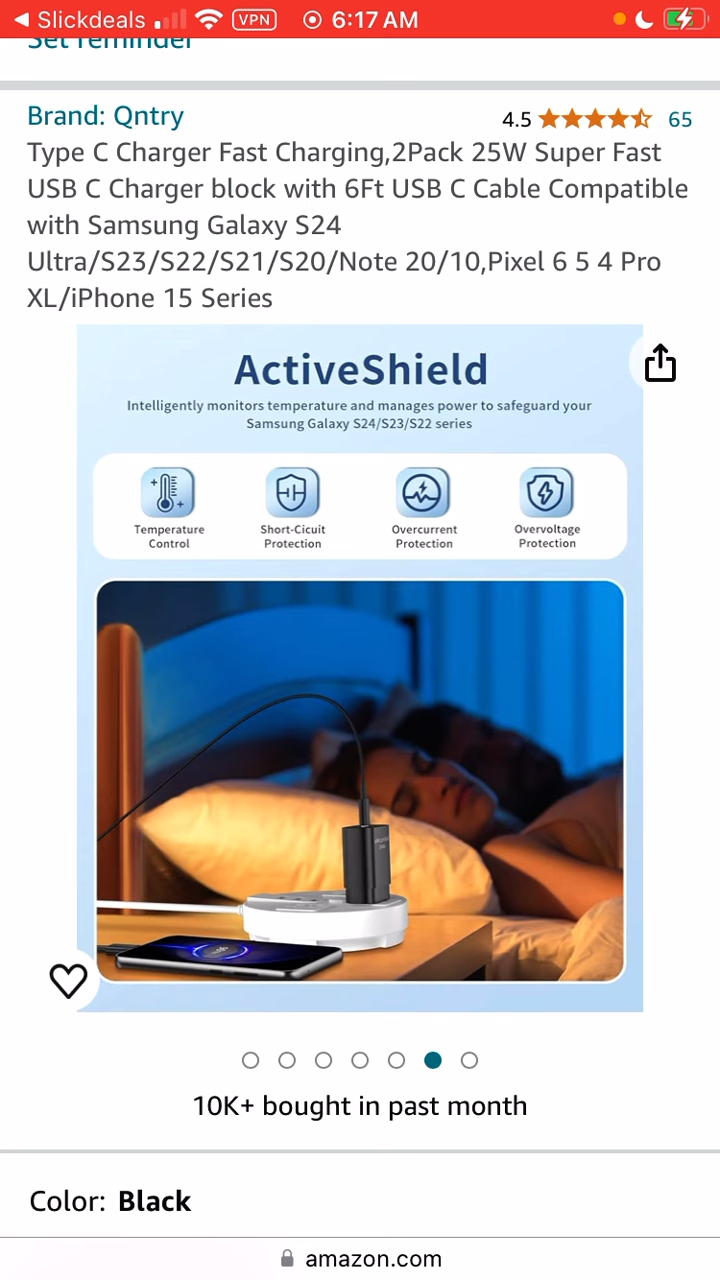 Slickdeals
VPN
6:17 AM
Set reminder
Brand: Qntry
4.5
65
Type C Charger Fast Charging,2Pack 25W Super Fast
USB C Charger block with 6Ft USB C Cable Compatible
with Samsung Galaxy S24
Ultra/S23/S22/S21/S20/Note 20/10,Pixel 6 5 4 Pro
XL/iPhone 15 Series
ActiveShield
Intelligently monitors temperature and manages power to safeguard your
Samsung Galaxy S24/S23/S22 series
Temperature
Control
Short-Cicuit
Protection
Overcurrent
Protection
Overvoltage
Protection
10K+ bought in past month
Color: Black
amazon.com